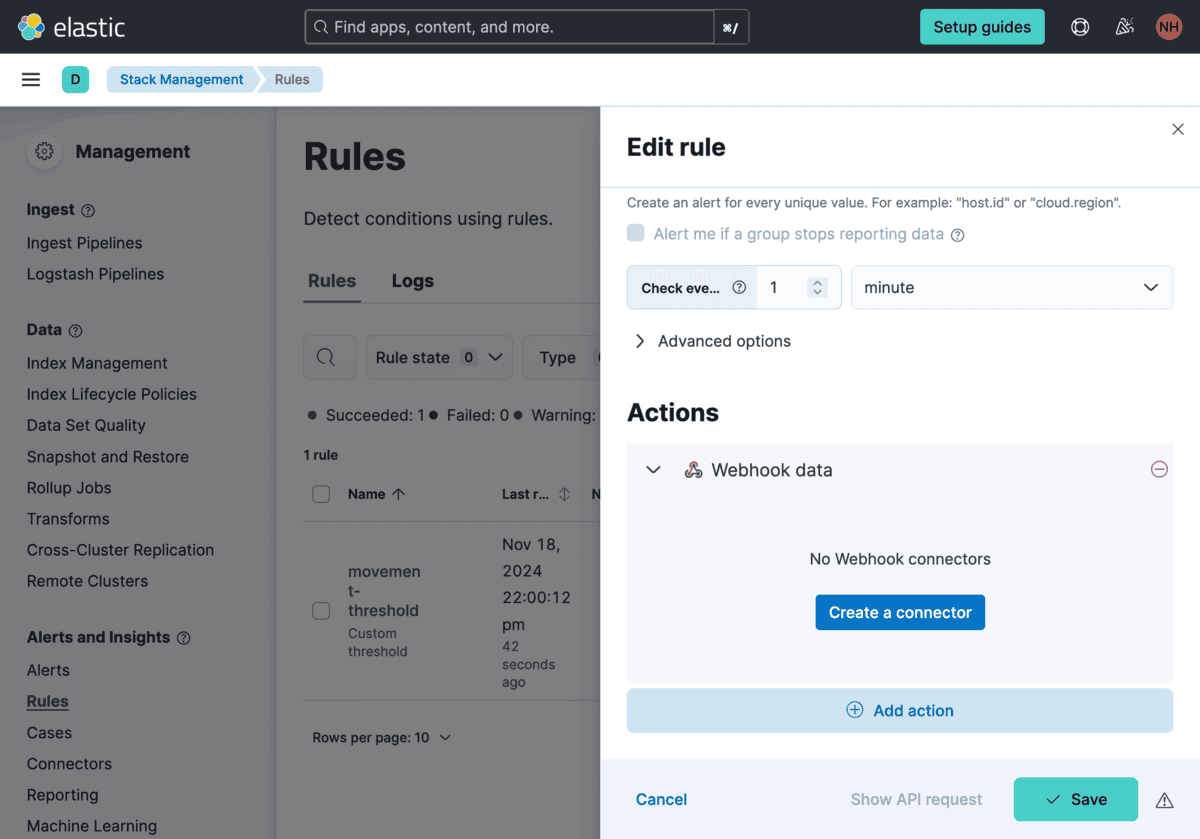 elastic
Find apps, content, and more.
⌘/
Setup guides
NH
D
Stack Management
Rules
Management
Ingest
Ingest Pipelines
Logstash Pipelines
Data
Index Management
Index Lifecycle Policies
Data Set Quality
Snapshot and Restore
Rollup Jobs
Transforms
Cross-Cluster Replication
Remote Clusters
Alerts and Insights
Alerts
Rules
Cases
Connectors
Reporting
Machine Learning
Rules
Detect conditions using rules.
Rules
Logs
Rule state 0
Type
Succeeded: 1 Failed: 0 Warning:
1 rule
Name
Last r...
N
movemen
t-
threshold
Custom
threshold
Nov 18,
2024
22:00:12
pm
42
seconds
ago
Rows per page: 10
Edit rule
Create an alert for every unique value. For example: "host.id" or "cloud.region".
Alert me if a group stops reporting data
Check eve... 1
minute
Advanced options
Actions
Webhook data
No Webhook connectors
Create a connector
Add action
Cancel
Show API request
Save